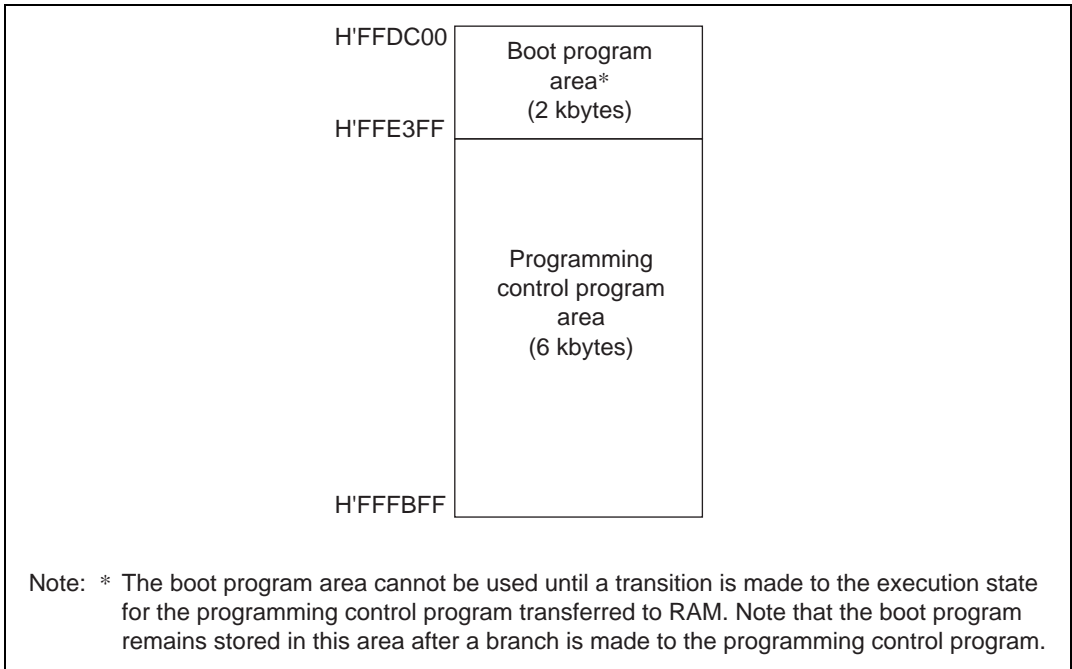 H'FFDC00
Boot program
area*
(2 kbytes)
H'FFE3FF
Programming
control program
area
(6 kbytes)
H'FFFBFF
Note: * The boot program area cannot be used until a transition is made to the execution state
for the programming control program transferred to RAM. Note that the boot program
remains stored in this area after a branch is made to the programming control program.